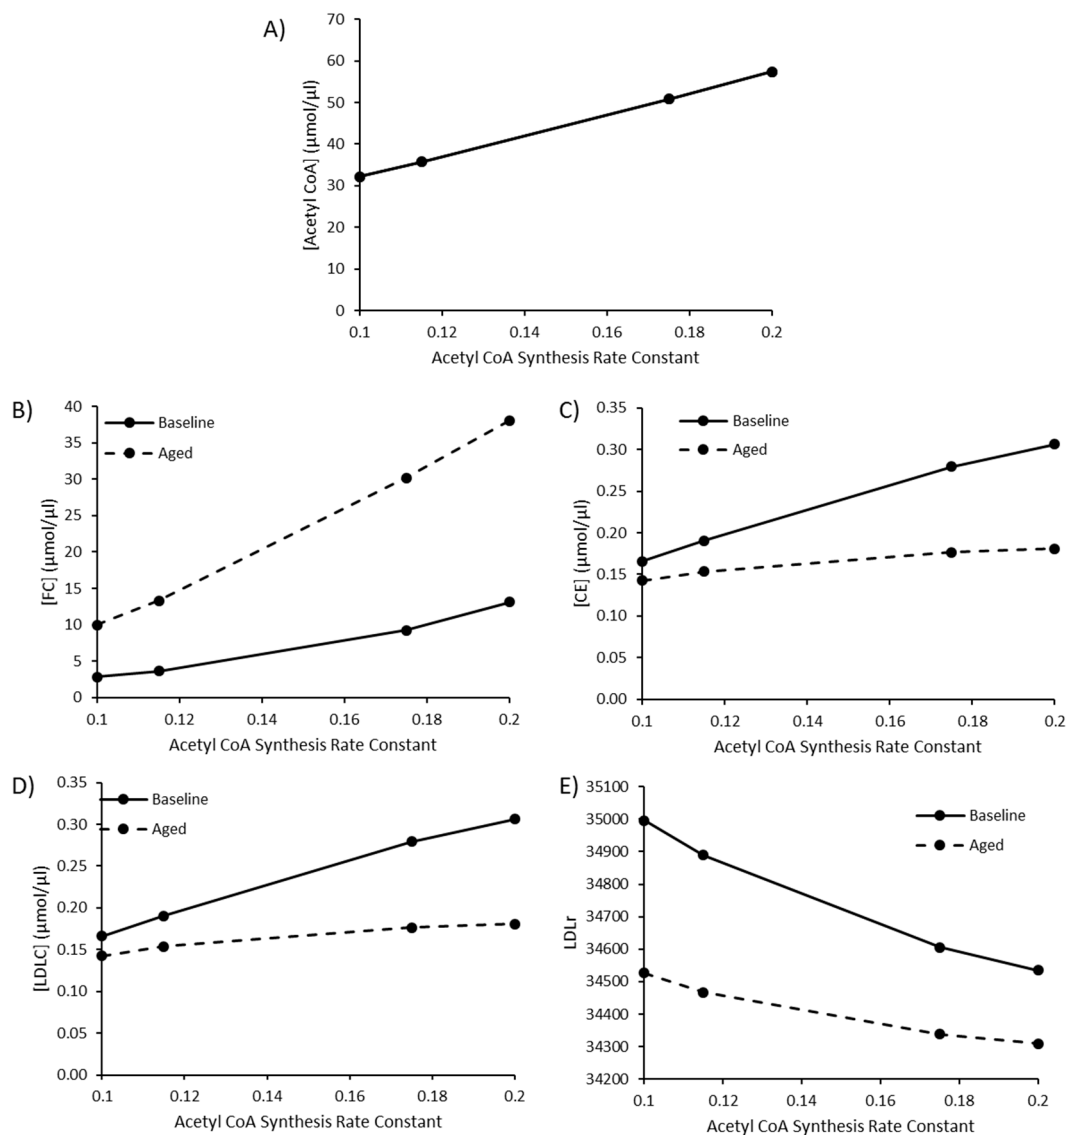 A)
[Acetyl CoA] (µmol/µl)
70
60
50
40
30
20
10
0
0.1 0.12 0.14 0.16 0.18 0.2
Acetyl CoA Synthesis Rate Constant
B)
[FC] (µmol/µl)
40
35
30
25
20
15
10
5
0
Baseline
Aged
0.1 0.12 0.14 0.16 0.18 0.2
Acetyl CoA Synthesis Rate Constant
C)
[CE] (µmol/µl)
0.35
0.30
0.25
0.20
0.15
0.10
0.05
0.00
Baseline
Aged
0.1 0.12 0.14 0.16 0.18 0.2
Acetyl CoA Synthesis Rate Constant
D)
[LDLC] (µmol/µl)
0.35
0.30
0.25
0.20
0.15
0.10
0.05
0.00
Baseline
Aged
0.1 0.12 0.14 0.16 0.18 0.2
Acetyl CoA Synthesis Rate Constant
E)
LDLr
35100
35000
34900
34800
34700
34600
34500
34400
34300
34200
Baseline
Aged
0.1 0.12 0.14 0.16 0.18 0.2
Acetyl CoA Synthesis Rate Constant